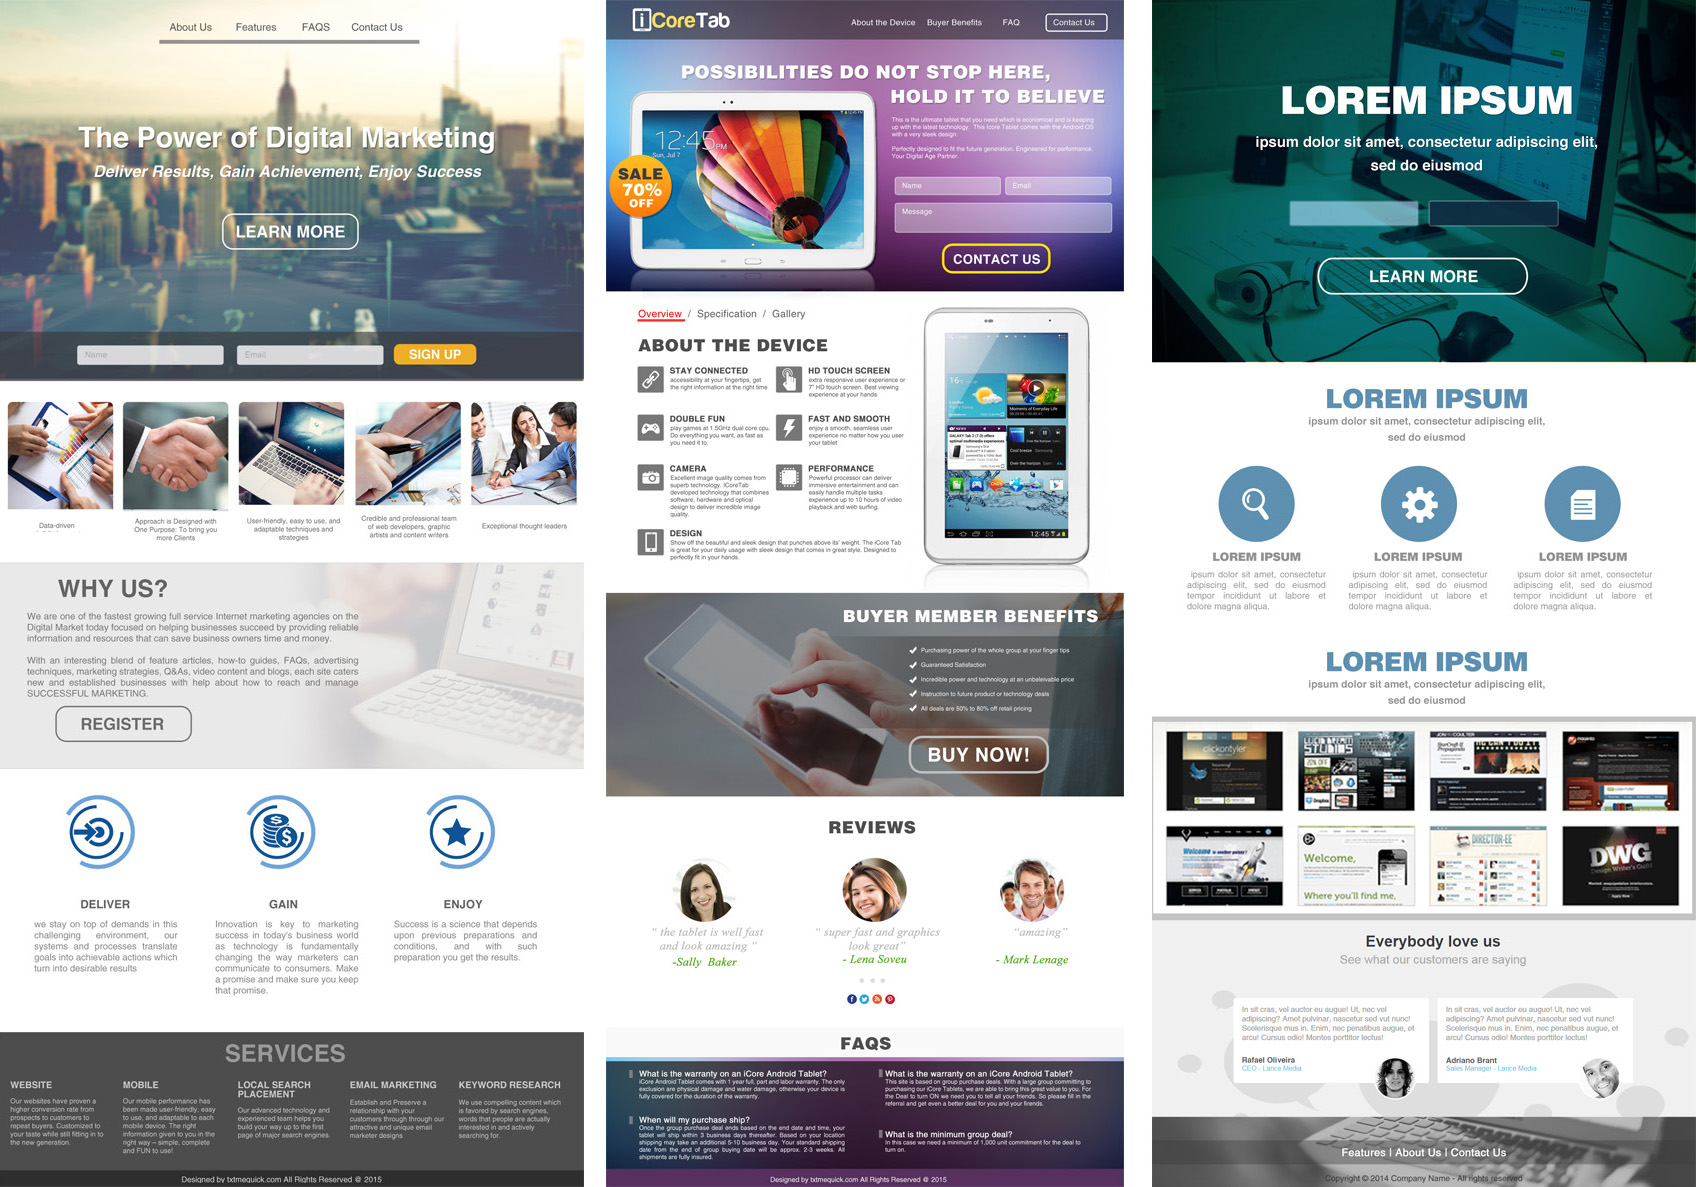 About Us Features FAQS Contact Us
The Power of Digital Marketing
Deliver Results, Gain Achievement, Enjoy Success
LEARN MORE
Name Email SIGN UP
Data-driven
Approach is Designed with
One Purpose: To bring you
more Clients
User-friendly, easy to use, and
adaptable techniques and
strategies
Credible and professional team
of web developers, graphic
artists and content writers
Exceptional thought leaders
WHY US?
We are one of the fastest growing full service Internet marketing agencies on the
Digital Market today focused on helping businesses succeed by providing reliable
information and resources that can save business owners time and money.
With an interesting blend of feature articles, how-to guides, FAQs, advertising
techniques, marketing strategies, Q&As, video content and blogs, each site caters
new and established businesses with help about how to reach and manage
SUCCESSFUL MARKETING.
REGISTER
DELIVER
we stay on top of demands in this
challenging environment, our
systems and processes translate
goals into achievable actions which
turn into desirable results
GAIN
Innovation is key to marketing
success in today's business world
as technology is fundamentally
changing the way marketers can
communicate to consumers. Make
a promise and make sure you keep
that promise.
ENJOY
Success is a science that depends
upon previous preparations and
conditions, and with such
preparation you get the results.
SERVICES
WEBSITE
Our websites have proven a
higher conversion rate from
prospects to customers to
repeat buyers. Customized to
your taste while still fitting in to
the new generation.
MOBILE
Our mobile performance has
been made user-friendly, easy
to use, and adaptable to each
mobile device. The right
information given to you in the
right way – simple, complete
and FUN to use!
LOCAL SEARCH
PLACEMENT
Our advanced technology and
experienced team helps you
build your way up to the first
page of major search engines.
EMAIL MARKETING
Establish and Preserve a
relationship with your
customers through through our
attractive and unique email
marketer designs
KEYWORD RESEARCH
We use compelling content which
is favored by search engines,
words that people are actually
interested in and actively
searching for.
Designed by txtmequick.com All Rights Reserved @ 2015
iCoreTab
About the Device Buyer Benefits FAQ Contact Us
POSSIBILITIES DO NOT STOP HERE,
HOLD IT TO BELIEVE
This is the ultimate tablet that you need which is economical and is keeping
up with the latest technology. This Icore Tablet comes with the Android OS
with a very sleek design.
Perfectly designed to fit the future generation. Engineered for performance.
Your Digital Age Partner.
12:45 PM
Sun, Jul 7
SALE
70%
OFF
Name Email
Message
CONTACT US
Overview / Specification / Gallery
ABOUT THE DEVICE
STAY CONNECTED
accessibility at your fingertips, get
the right information at the right time
HD TOUCH SCREEN
extra responsive user experience or
7" HD touch screen. Best viewing
experience at your hands
DOUBLE FUN
play games at 1.5GHz dual core cpu.
Do everything you want, as fast as
you need it to.
FAST AND SMOOTH
enjoy a smooth, seamless user
experience no matter how you user
your tablet
CAMERA
Excellent image quality comes from
superb technology. ICoreTab
developed technology that combines
software, hardware and optical
design to deliver incredible image
quality.
PERFORMANCE
Powerful processor can deliver
immersive entertainment and can
easily handle multiple tasks
experience up to 10 hours of video
playback and web surfing.
DESIGN
Show off the beautiful and sleek design that punches above its' weight. The iCore Tab
is great for your daily usage with sleek design that comes in great style. Designed to
perfectly fit in your hands.
16°
Moments of Everyday Life
GALAXY Tab 2 (7.0) offers
optimal multimedia experiences
Over the horizon
Cool breeze
Over the horizon
12:45
BUYER MEMBER BENEFITS
Purchasing power of the whole group at your finger tips
Guaranteed Satisfaction
Incredible power and technology at an unbeleivable price
Instruction to future product or technology deals
All deals are 50% to 80% off retail pricing
BUY NOW!
REVIEWS
“ the tablet is well fast
and look amazing ”
-Sally Baker
“ super fast and graphics
look great”
- Lena Soveu
“amazing”
- Mark Lenage
FAQS
What is the warranty on an iCore Android Tablet?
iCore Android Tablet comes with 1 year full, part and labor warranty. The only
exclusion are physical damage and water damage, otherwise your device is
fully covered for the duration of the warranty.
When will my purchase ship?
Once the group purchase deal ends based on the end date and time, your
tablet will ship within 3 business days thereafter. Based on your location
shipping may take an additional 5-10 business day. Your standard shipping
date from the end of group buying date will be approx. 2-3 weeks. All
shipments are fully insured.
What is the warranty on an iCore Android Tablet?
This site is based on group purchase deals. With a large group committing to
purchasing our iCore Tablets, we are able to bring this great value to you. For
the Deal to turn ON we need you to tell all your friends. So please fill in the
referral and get even a better deal for you and your friends.
What is the minimum group deal?
In this case we need a minimum of 1,000 unit commitment for the deal to
turn on.
Designed by txtmequick.com All Rights Reserved @ 2015
LOREM IPSUM
ipsum dolor sit amet, consectetur adipiscing elit,
sed do eiusmod
LEARN MORE
LOREM IPSUM
ipsum dolor sit amet, consectetur adipiscing elit,
sed do eiusmod
LOREM IPSUM
ipsum dolor sit amet, consectetur
adipiscing elit, sed do eiusmod
tempor incididunt ut labore et
dolore magna aliqua.
LOREM IPSUM
ipsum dolor sit amet, consectetur
adipiscing elit, sed do eiusmod
tempor incididunt ut labore et
dolore magna aliqua.
LOREM IPSUM
ipsum dolor sit amet, consectetur
adipiscing elit, sed do eiusmod
tempor incididunt ut labore et
dolore magna aliqua.
LOREM IPSUM
ipsum dolor sit amet, consectetur adipiscing elit,
sed do eiusmod
clickontyler
STUDIOS
20% OFF
Dropbox
StarCraft II
Propaganda
Welcome
Welcome,
Where you'll find me,
DIRECTOR-EE
DWG
Everybody love us
See what our customers are saying
In sit cras, vel auctor eu augue! Ut, nec vel
adipiscing? Amet pulvinar, nascetur sed vut nunc!
Scelerisque mus in. Enim, nec penatibus augue, et
arcu! Cursus odio! Montes porttitor lectus!
Rafael Oliveira
CEO - Lance Media
In sit cras, vel auctor eu augue! Ut, nec vel
adipiscing? Amet pulvinar, nascetur sed vut nunc!
Scelerisque mus in. Enim, nec penatibus augue, et
arcu! Cursus odio! Montes porttitor lectus!
Adriano Brant
Sales Manager - Lance Media
Features | About Us | Contact Us
Copyright © 2014 Company Name - All rights reserved